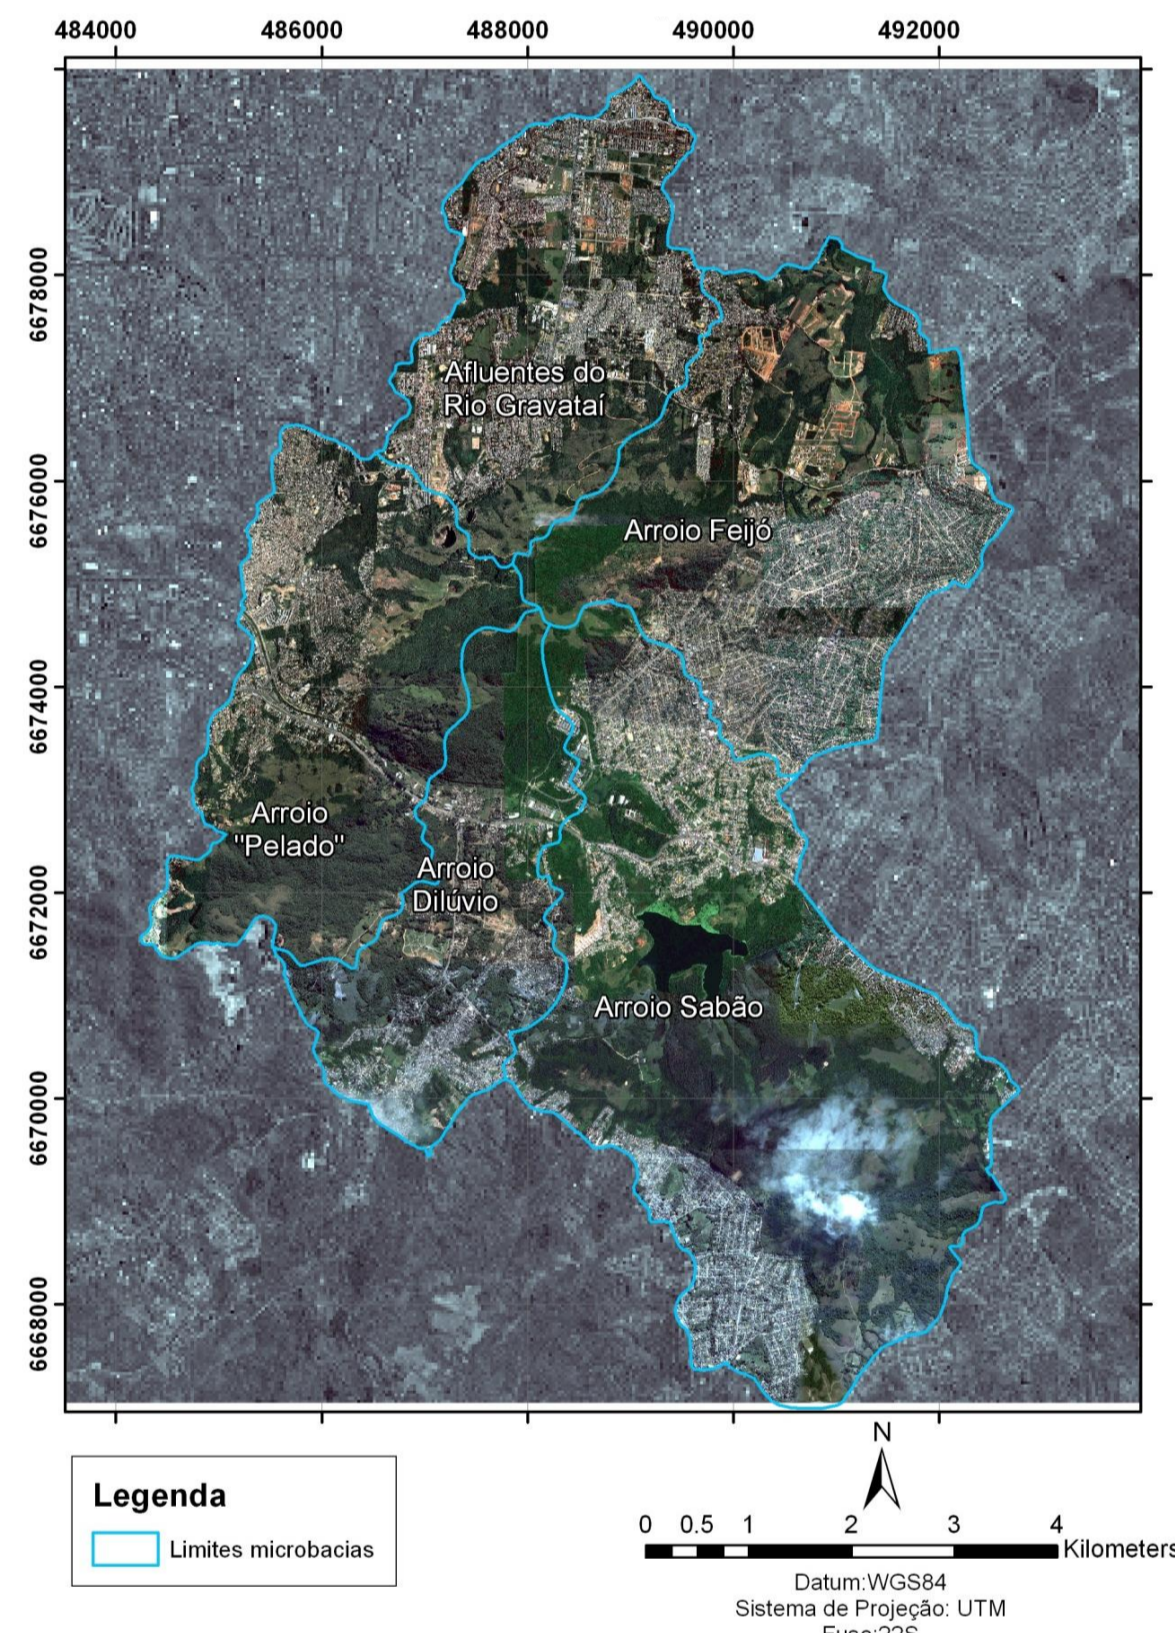 484000 486000 488000 490000 492000
6678000
6676000
6674000
6672000
6670000
6668000
Afluentes do
Rio Gravataí
Arroio Feijó
Arroio
"Pelado"
Arroio
Dilúvio
Arroio Sabão
N
Legenda
Limites microbacias
0 0.5 1 2 3 4
Kilometers
Datum:WGS84
Sistema de Projeção: UTM
Fuso:22S